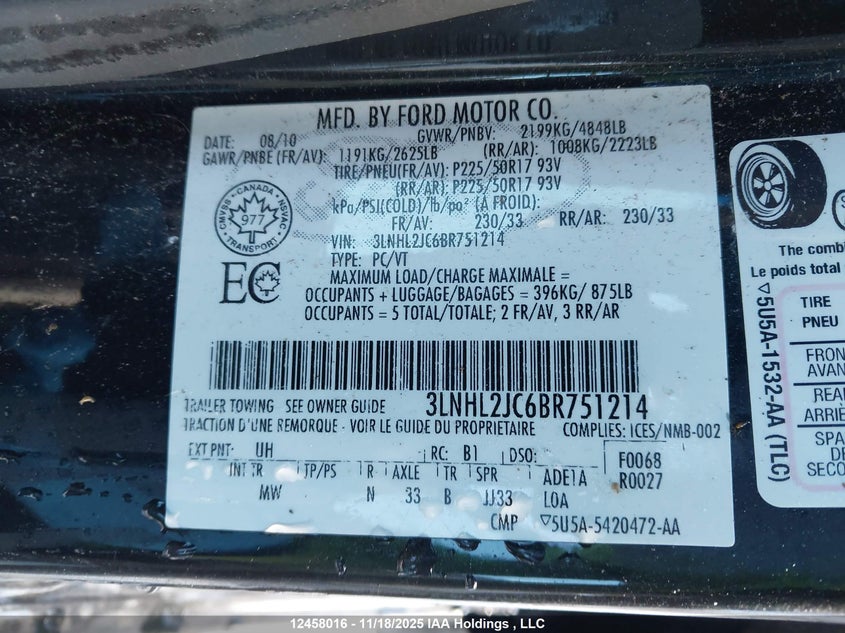 MFD. BY FORD MOTOR CO.
DATE: 08/10 GVWR/PNBV: 2199KG/4848LB
GAWR/PNBE (FR/AV): 1191KG/2625LB (RR/AR): 1008KG/2223LB
TIRE/PNEU(FR/AV): P225/50R17 93V
(RR/AR): P225/50R17 93V
kPa/PSI(COLD)/lb/po² (À FROID):
FR/AV: 230/33 RR/AR: 230/33
VIN: 3LNHL2JC6BR751214
TYPE: PC/VT
MAXIMUM LOAD/CHARGE MAXIMALE =
OCCUPANTS + LUGGAGE/BAGAGES = 396KG/ 875LB
OCCUPANTS = 5 TOTAL/TOTALE; 2 FR/AV, 3 RR/AR
CMVSS • CANADA • NSVAC
977
• TRANSPORT •
EC
3LNHL2JC6BR751214
TRAILER TOWING SEE OWNER GUIDE
TRACTION D'UNE REMORQUE - VOIR LE GUIDE DU PROPRIETAIRE COMPLIES: ICES/NMB-002
EXT PNT: UH RC: B1 DSO: F0068
INT TR TP/PS R AXLE TR SPR ADE1A R0027
MW N 33 B JJ33 LOA
CMP ▽5U5A-5420472-AA
The comb
Le poids total
▽5U5A-1532-AA (TLC)
TIRE
PNEU
FRON
AVAN
REA
ARRIÈ
SPA
DE
SECO
12458016 - 11/18/2025 IAA Holdings , LLC